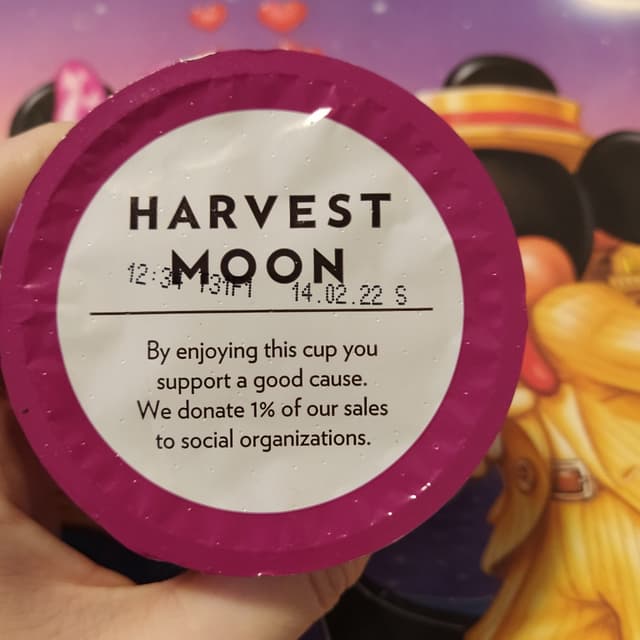 HARVEST
MOON
14.02.22 S
By enjoying this cup you
support a good cause.
We donate 1% of our sales
to social organizations.